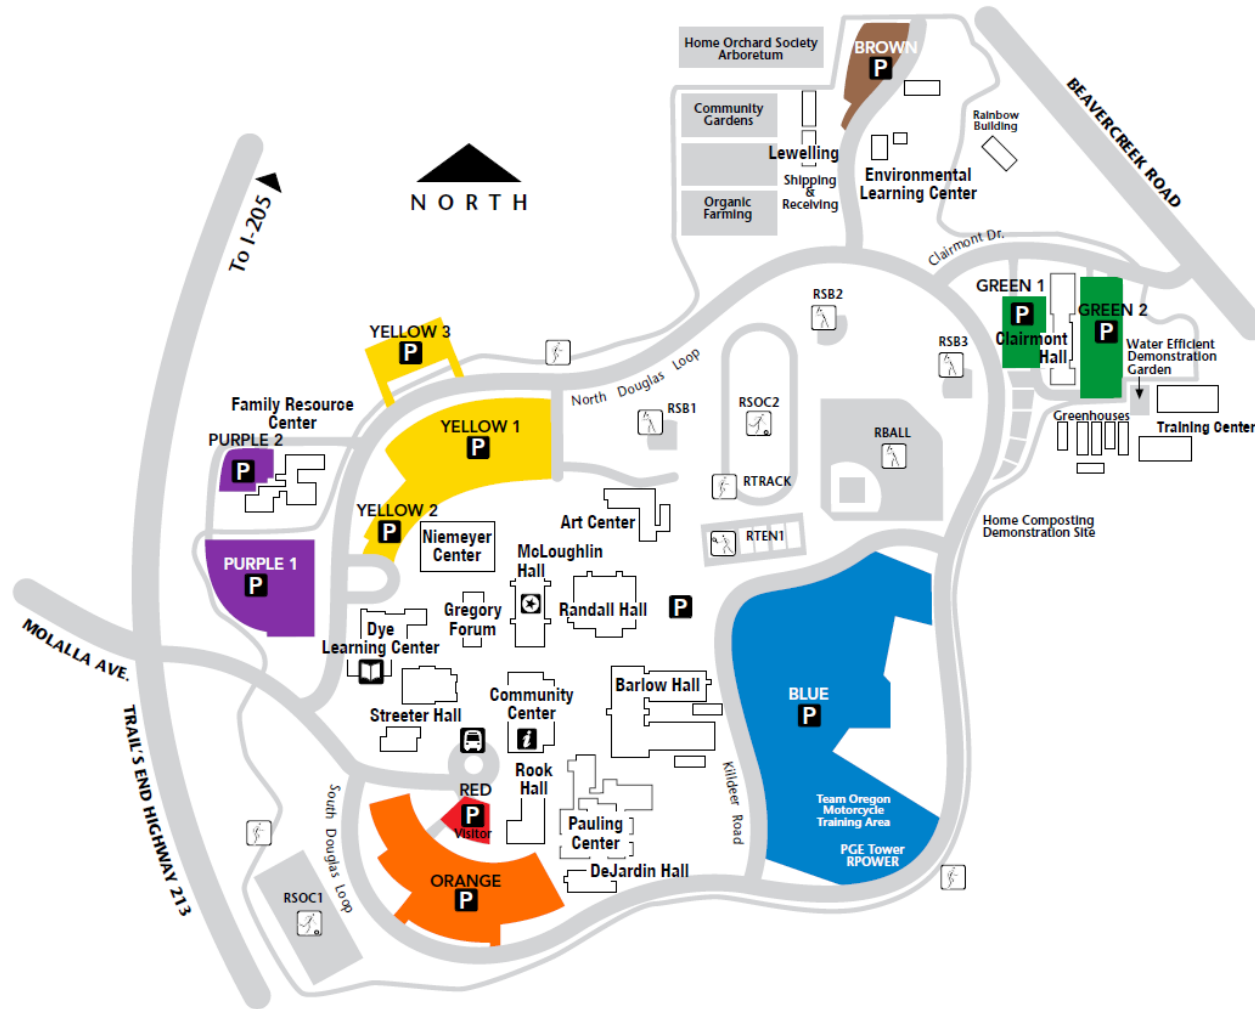 Home Orchard Society
Arboretum
BROWN
P
BEAVERCREEK ROAD
Community
Gardens
Rainbow
Building
Lewelling
Shipping
&
Receiving
Environmental
Learning Center
Organic
Farming
To I-205
NORTH
Clairmont Dr.
GREEN 1
P
GREEN 2
P
Clairmont
Hall
Water Efficient
Demonstration
Garden
RSB2
RSB3
YELLOW 3
P
North Douglas Loop
RSB1
RSOC2
RBALL
Greenhouses
Training Center
Family Resource
Center
PURPLE 2
P
YELLOW 1
P
RTRACK
YELLOW 2
P
Niemeyer
Center
Art Center
RTEN1
Home Composting
Demonstration Site
PURPLE 1
P
McLoughlin
Hall
Gregory
Forum
Randall Hall
P
Dye
Learning Center
MOLALLA AVE.
Streeter Hall
Community
Center
i
Barlow Hall
BLUE
P
TRAIL'S END HIGHWAY 213
Rook
Hall
RED
P
Visitor
South Douglas Loop
Killdeer Road
Pauling
Center
Team Oregon
Motorcycle
Training Area
PGE Tower
RPOWER
DeJardin Hall
ORANGE
P
RSOC1